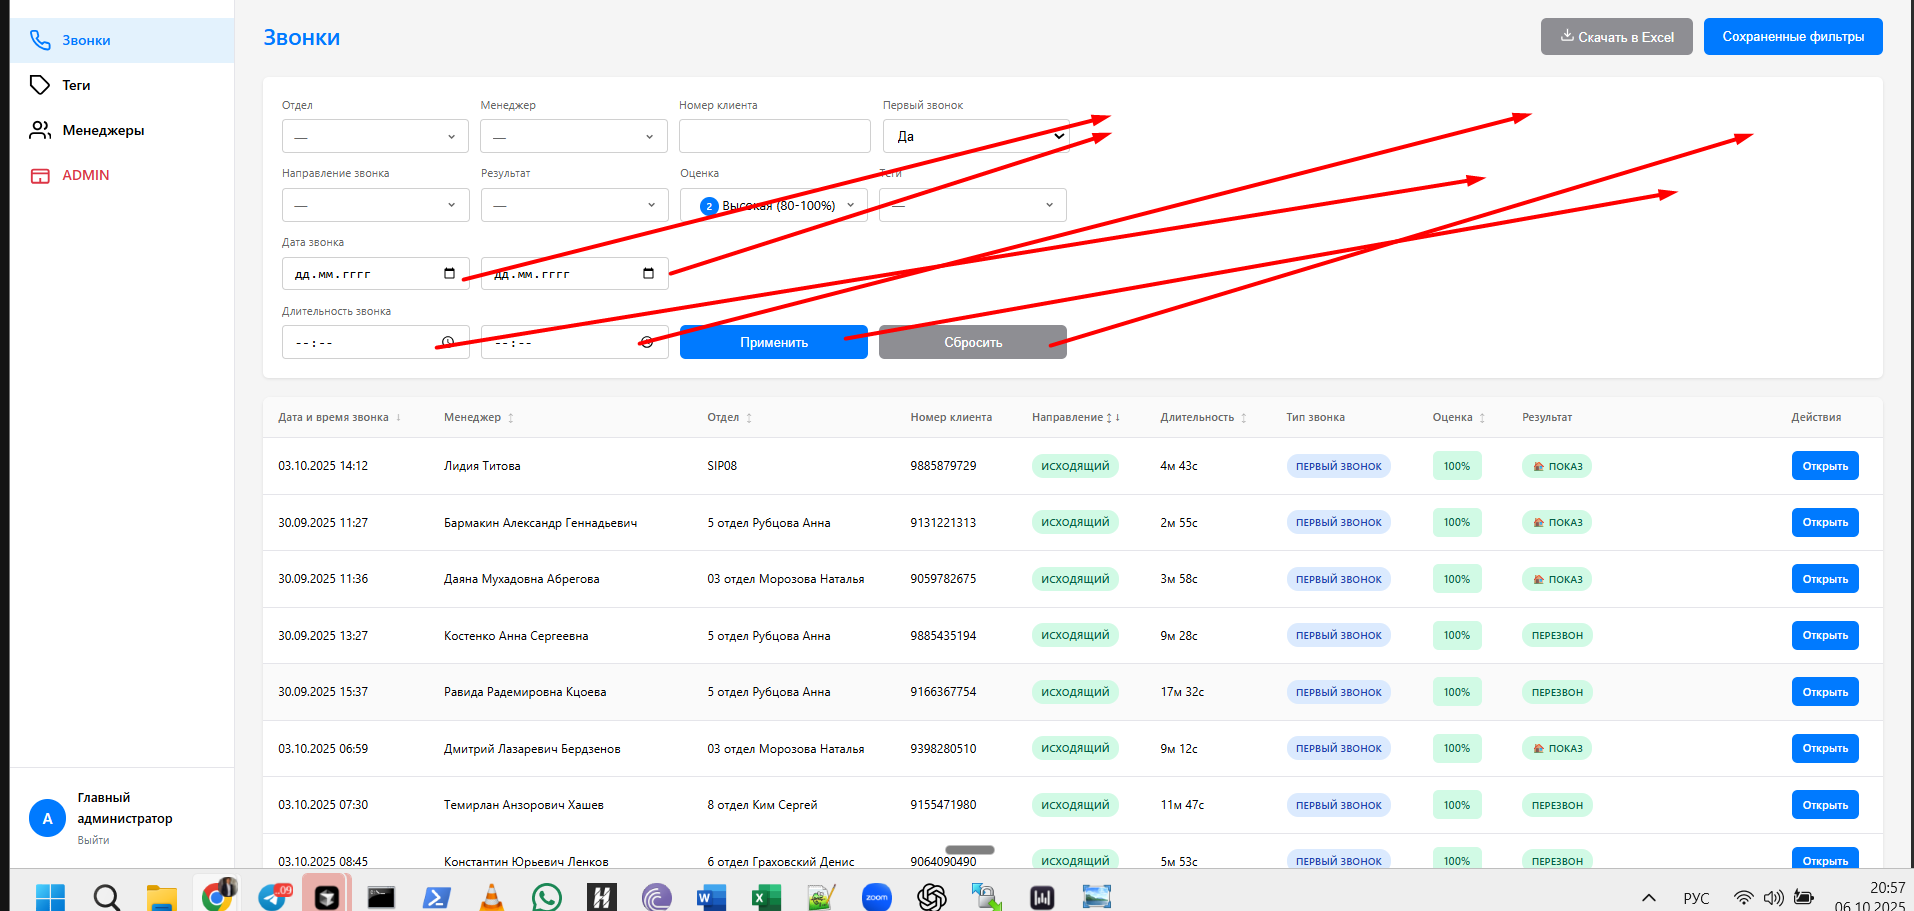 Звонки
Теги
Менеджеры
ADMIN
Главный
администратор
Выйти
A
Звонки
Скачать в Excel
Сохраненные фильтры
Отдел Менеджер Номер клиента Первый звонок
— — Да
Направление звонка Результат Оценка Теги
— — 2 Высокая (80-100%) —
Дата звонка
дд.мм.гггг дд.мм.гггг
Длительность звонка
--:-- --:-- Применить Сбросить
Дата и время звонка ↓ Менеджер ↕ Отдел ↕ Номер клиента Направление ↕ ↓ Длительность ↕ Тип звонка Оценка ↕ Результат Действия
03.10.2025 14:12 Лидия Титова SIP08 9885879729 ИСХОДЯЩИЙ 4м 43с ПЕРВЫЙ ЗВОНОК 100% ПОКАЗ Открыть
30.09.2025 11:27 Бармакин Александр Геннадьевич 5 отдел Рубцова Анна 9131221313 ИСХОДЯЩИЙ 2м 55с ПЕРВЫЙ ЗВОНОК 100% ПОКАЗ Открыть
30.09.2025 11:36 Даяна Мухадовна Абрегова 03 отдел Морозова Наталья 9059782675 ИСХОДЯЩИЙ 3м 58с ПЕРВЫЙ ЗВОНОК 100% ПОКАЗ Открыть
30.09.2025 13:27 Костенко Анна Сергеевна 5 отдел Рубцова Анна 9885435194 ИСХОДЯЩИЙ 9м 28с ПЕРВЫЙ ЗВОНОК 100% ПЕРЕЗВОН Открыть
30.09.2025 15:37 Равида Радемировна Кцоева 5 отдел Рубцова Анна 9166367754 ИСХОДЯЩИЙ 17м 32с ПЕРВЫЙ ЗВОНОК 100% ПЕРЕЗВОН Открыть
03.10.2025 06:59 Дмитрий Лазаревич Бердзенов 03 отдел Морозова Наталья 9398280510 ИСХОДЯЩИЙ 9м 12с ПЕРВЫЙ ЗВОНОК 100% ПОКАЗ Открыть
03.10.2025 07:30 Темирлан Анзорович Хашев 8 отдел Ким Сергей 9155471980 ИСХОДЯЩИЙ 11м 47с ПЕРВЫЙ ЗВОНОК 100% ПЕРЕЗВОН Открыть
03.10.2025 08:45 Константин Юрьевич Ленков 6 отдел Граховский Денис 9064090490 ИСХОДЯЩИЙ 5м 53с ПЕРВЫЙ ЗВОНОК 100% ПЕРЕЗВОН Открыть
zoom
РУС
20:57
06.10.2025